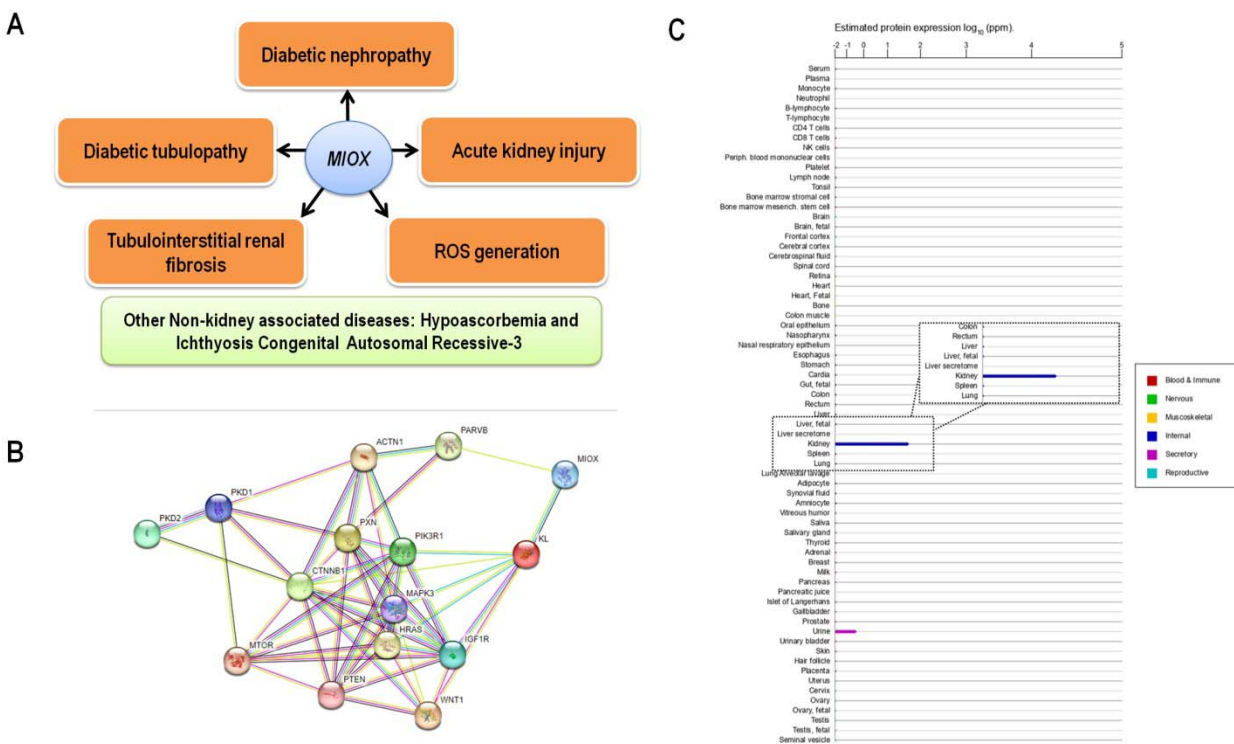 A
Diabetic nephropathy
Diabetic tubulopathy
MIOX
Acute kidney injury
Tubulointerstitial renal
fibrosis
ROS generation
Other Non-kidney associated diseases: Hypoascorbemia and
Ichthyosis Congenital Autosomal Recessive-3
B
ACTN1
PARVB
MIOX
PKD1
PKD2
PXN
PIK3R1
KL
CTNNB1
MAPK3
HRAS
IGF1R
MTOR
PTEN
WNT1
C
Estimated protein expression log10 (ppm).
-2 -1 0 1 2 3 4 5
Serum
Plasma
Monocyte
Neutrophil
B-lymphocyte
T-lymphocyte
CD4 T cells
CD8 T cells
NK cells
Periph. blood mononuclear cells
Platelet
Lymph node
Tonsil
Bone marrow stromal cell
Bone marrow mesench. stem cell
Brain
Brain, fetal
Frontal cortex
Cerebral cortex
Cerebrospinal fluid
Spinal cord
Retina
Heart
Heart, Fetal
Bone
Colon muscle
Oral epithelium
Nasopharynx
Nasal respiratory epithelium
Esophagus
Stomach
Cardia
Gut, fetal
Colon
Rectum
Liver
Liver, fetal
Liver secretome
Kidney
Spleen
Lung
Lung Alveolar lavage
Adipocyte
Synovial fluid
Amniocyte
Vitreous humor
Saliva
Salivary gland
Thyroid
Adrenal
Breast
Milk
Pancreas
Pancreatic juice
Islet of Langerhans
Gallbladder
Prostate
Urine
Urinary bladder
Skin
Hair follicle
Placenta
Uterus
Cervix
Ovary
Ovary, fetal
Testis
Testis, fetal
Seminal vesicle
Colon
Rectum
Liver
Liver, fetal
Liver secretome
Kidney
Spleen
Lung
Blood & Immune
Nervous
Muscoskeletal
Internal
Secretory
Reproductive